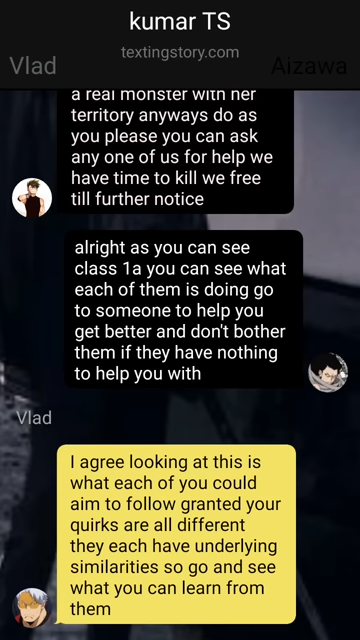 kumar TS
textingstory.com
Vlad
Aizawa
a real monster with her
territory anyways do as
you please you can ask
any one of us for help we
have time to kill we free
till further notice
alright as you can see
class 1a you can see what
each of them is doing go
to someone to help you
get better and don't bother
them if they have nothing
to help you with
Vlad
I agree looking at this is
what each of you could
aim to follow granted your
quirks are all different
they each have underlying
similarities so go and see
what you can learn from
them